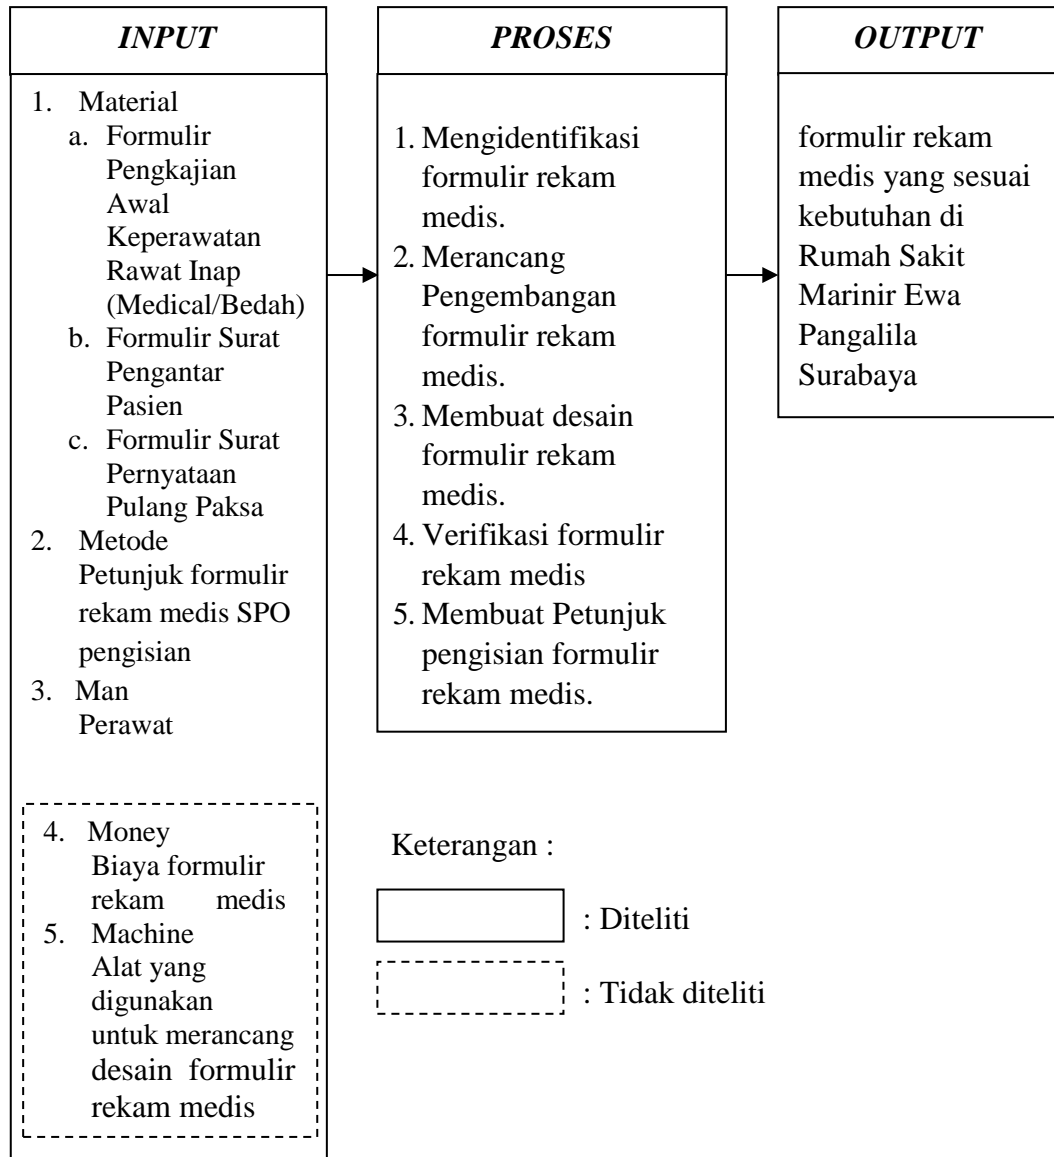 INPUT
1. Material
a. Formulir
Pengkajian
Awal
Keperawatan
Rawat Inap
(Medical/Bedah)
b. Formulir Surat
Pengantar
Pasien
c. Formulir Surat
Pernyataan
Pulang Paksa
2. Metode
Petunjuk formulir
rekam medis SPO
pengisian
3. Man
Perawat
4. Money
Biaya formulir
rekam medis
5. Machine
Alat yang
digunakan
untuk merancang
desain formulir
rekam medis
PROSES
1. Mengidentifikasi
formulir rekam
medis.
2. Merancang
Pengembangan
formulir rekam
medis.
3. Membuat desain
formulir rekam
medis.
4. Verifikasi formulir
rekam medis
5. Membuat Petunjuk
pengisian formulir
rekam medis.
OUTPUT
formulir rekam
medis yang sesuai
kebutuhan di
Rumah Sakit
Marinir Ewa
Pangalila
Surabaya
Keterangan :
: Diteliti
: Tidak diteliti